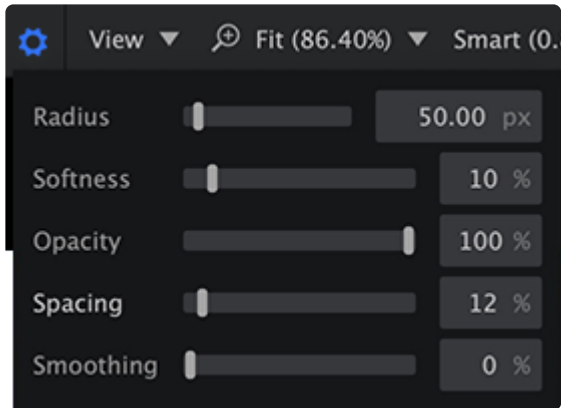 View Fit (86.40%) Smart (0.
Radius 50.00 px
Softness 10 %
Opacity 100 %
Spacing 12 %
Smoothing 0 %